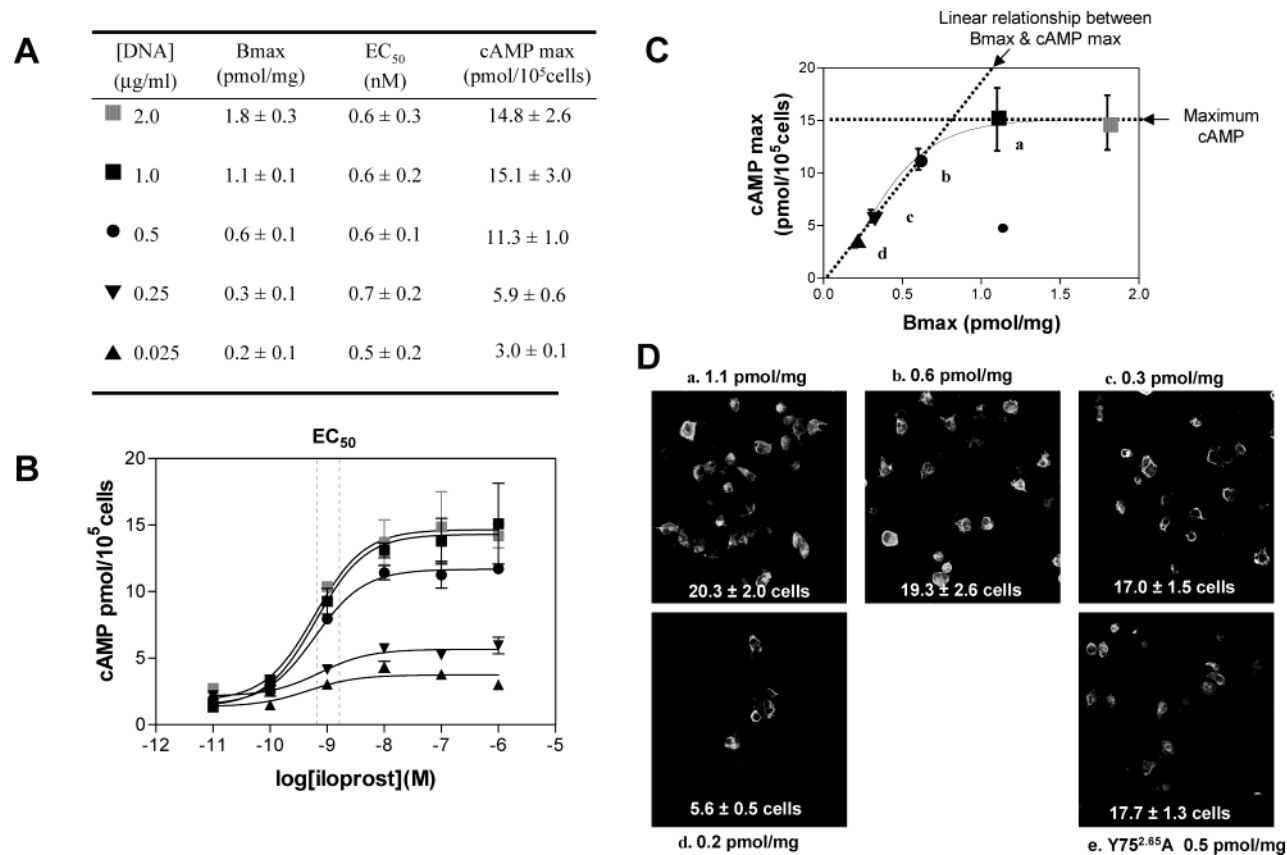 A
[DNA] Bmax EC50 cAMP max
(µg/ml) (pmol/mg) (nM) (pmol/10⁵cells)
2.0 1.8 ± 0.3 0.6 ± 0.3 14.8 ± 2.6
1.0 1.1 ± 0.1 0.6 ± 0.2 15.1 ± 3.0
0.5 0.6 ± 0.1 0.6 ± 0.1 11.3 ± 1.0
0.25 0.3 ± 0.1 0.7 ± 0.2 5.9 ± 0.6
0.025 0.2 ± 0.1 0.5 ± 0.2 3.0 ± 0.1
B
EC50
cAMP pmol/10⁵cells
20
15
10
5
0
-12 -11 -10 -9 -8 -7 -6 -5
log[iloprost](M)
C
Linear relationship between
Bmax & cAMP max
Maximum
cAMP
cAMP max
(pmol/10⁵cells)
20
15
10
5
0
a
b
c
d
0.0 0.5 1.0 1.5 2.0
Bmax (pmol/mg)
D
a. 1.1 pmol/mg b. 0.6 pmol/mg c. 0.3 pmol/mg
20.3 ± 2.0 cells 19.3 ± 2.6 cells 17.0 ± 1.5 cells
5.6 ± 0.5 cells 17.7 ± 1.3 cells
d. 0.2 pmol/mg e. Y75²·⁶⁵A 0.5 pmol/mg